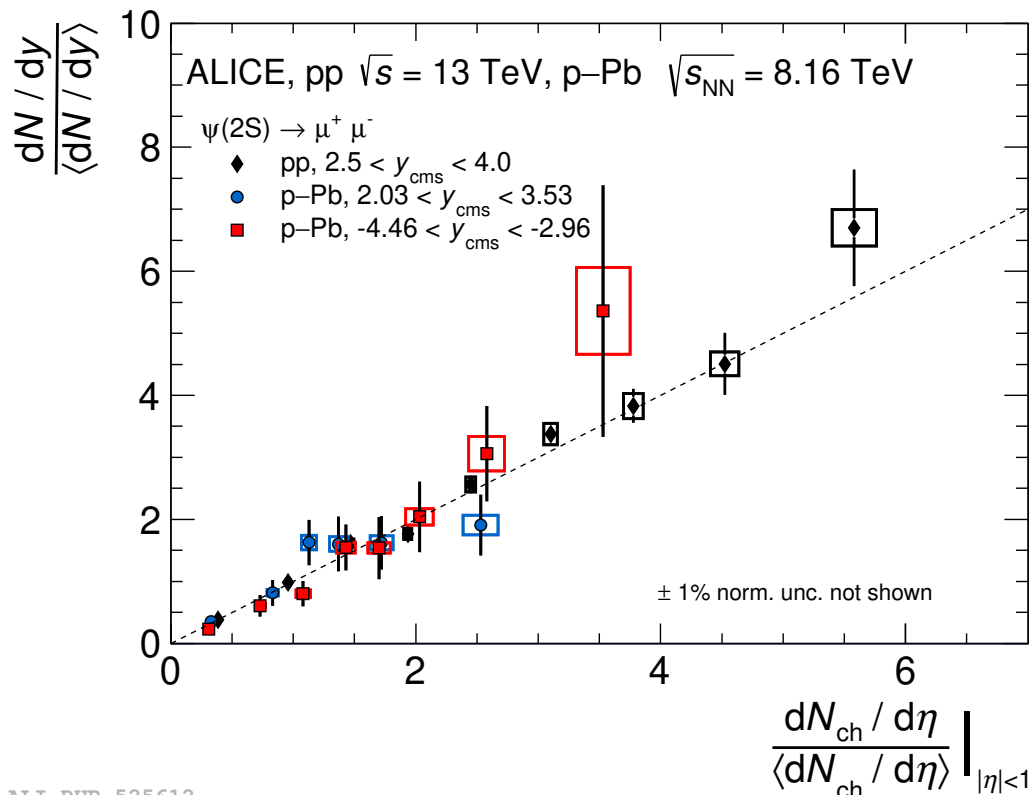 ALICE, pp √s = 13 TeV, p–Pb √sNN = 8.16 TeV
ψ(2S) → μ+ μ-
pp, 2.5 < ycms < 4.0
p–Pb, 2.03 < ycms < 3.53
p–Pb, -4.46 < ycms < -2.96
± 1% norm. unc. not shown
dN / dy
⟨dN / dy⟩
10
8
6
4
2
0
0 2 4 6
dNch / dη
⟨dNch / dη⟩ | |η|<1